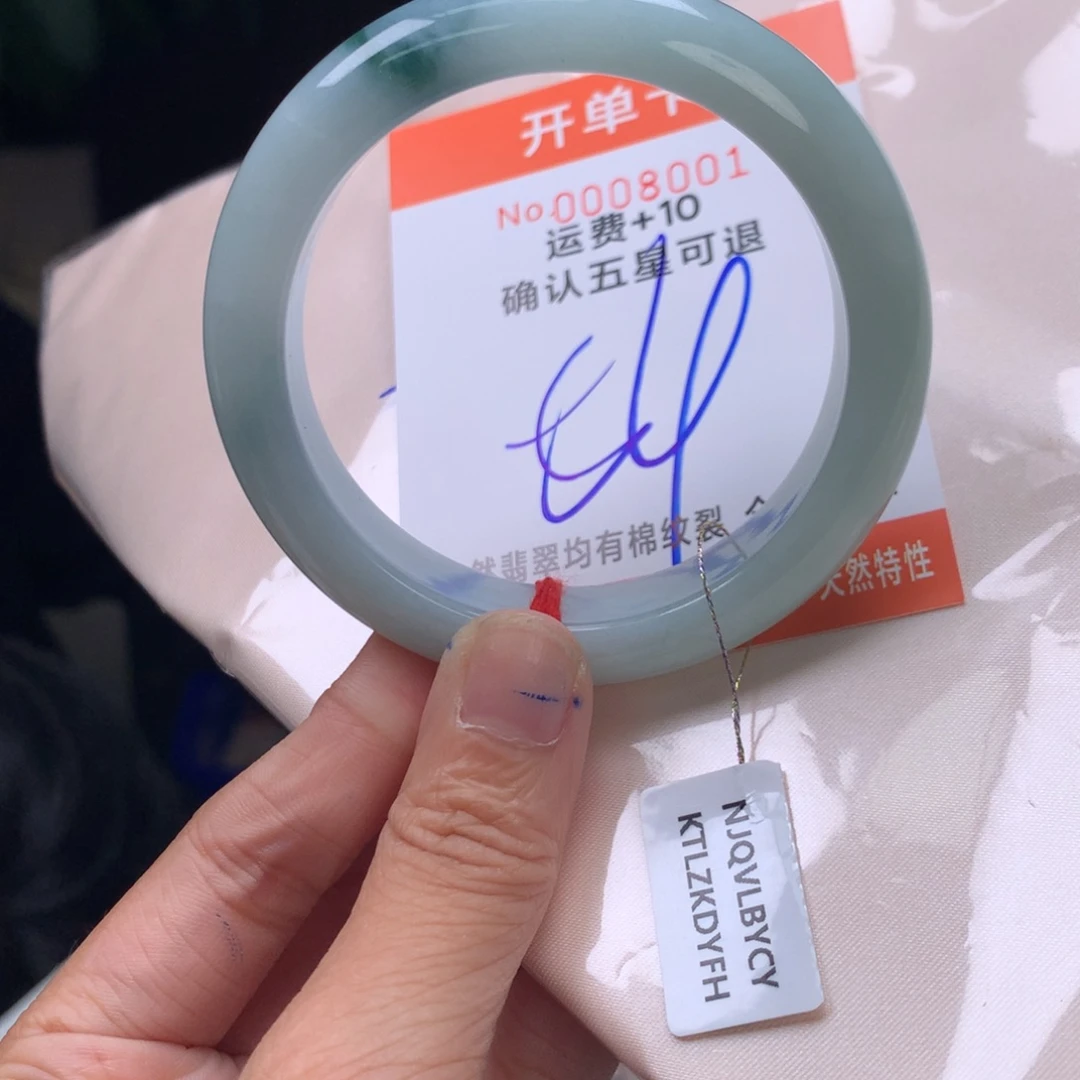 开单卡
No.0008001
运费+10
确认五星可退
然翡翠均有棉纹裂
天然特性
NJQVLBYCY
KTLZKDYFH